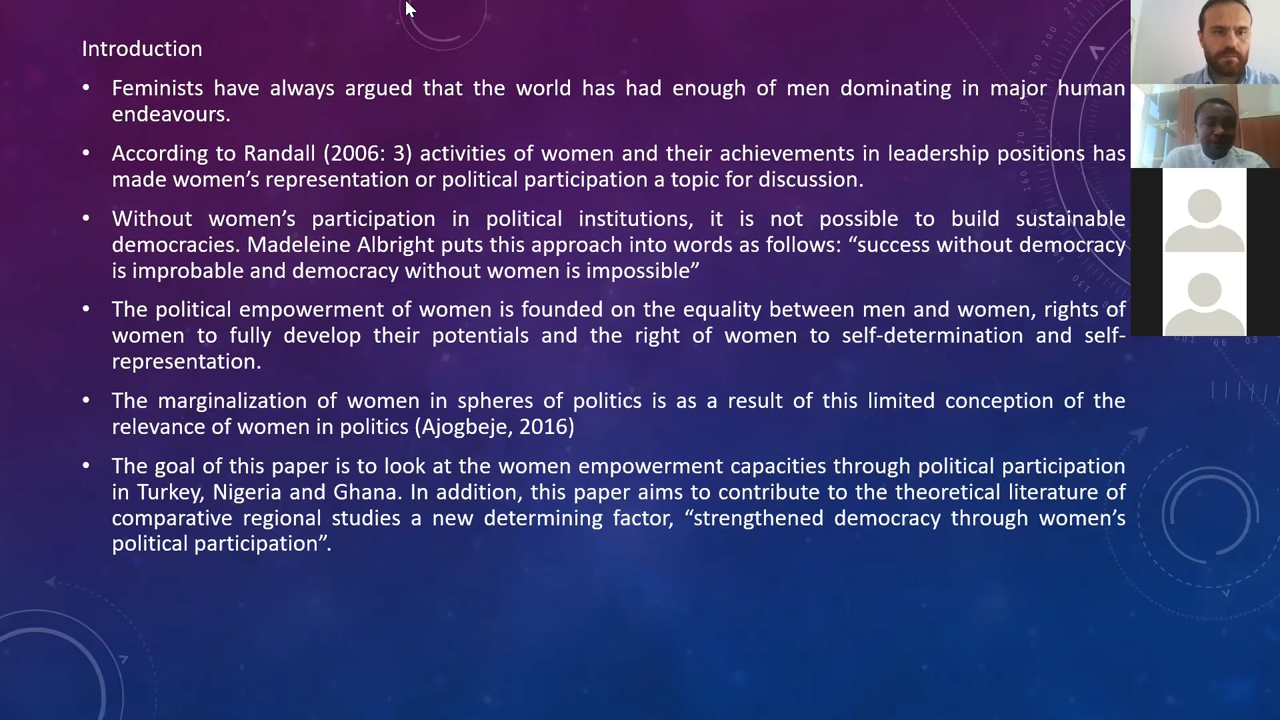 Introduction
• Feminists have always argued that the world has had enough of men dominating in major human
endeavours.
• According to Randall (2006: 3) activities of women and their achievements in leadership positions has
made women’s representation or political participation a topic for discussion.
• Without women’s participation in political institutions, it is not possible to build sustainable
democracies. Madeleine Albright puts this approach into words as follows: “success without democracy
is improbable and democracy without women is impossible”
• The political empowerment of women is founded on the equality between men and women, rights of
women to fully develop their potentials and the right of women to self-determination and self-
representation.
• The marginalization of women in spheres of politics is as a result of this limited conception of the
relevance of women in politics (Ajogbeje, 2016)
• The goal of this paper is to look at the women empowerment capacities through political participation
in Turkey, Nigeria and Ghana. In addition, this paper aims to contribute to the theoretical literature of
comparative regional studies a new determining factor, “strengthened democracy through women’s
political participation”.